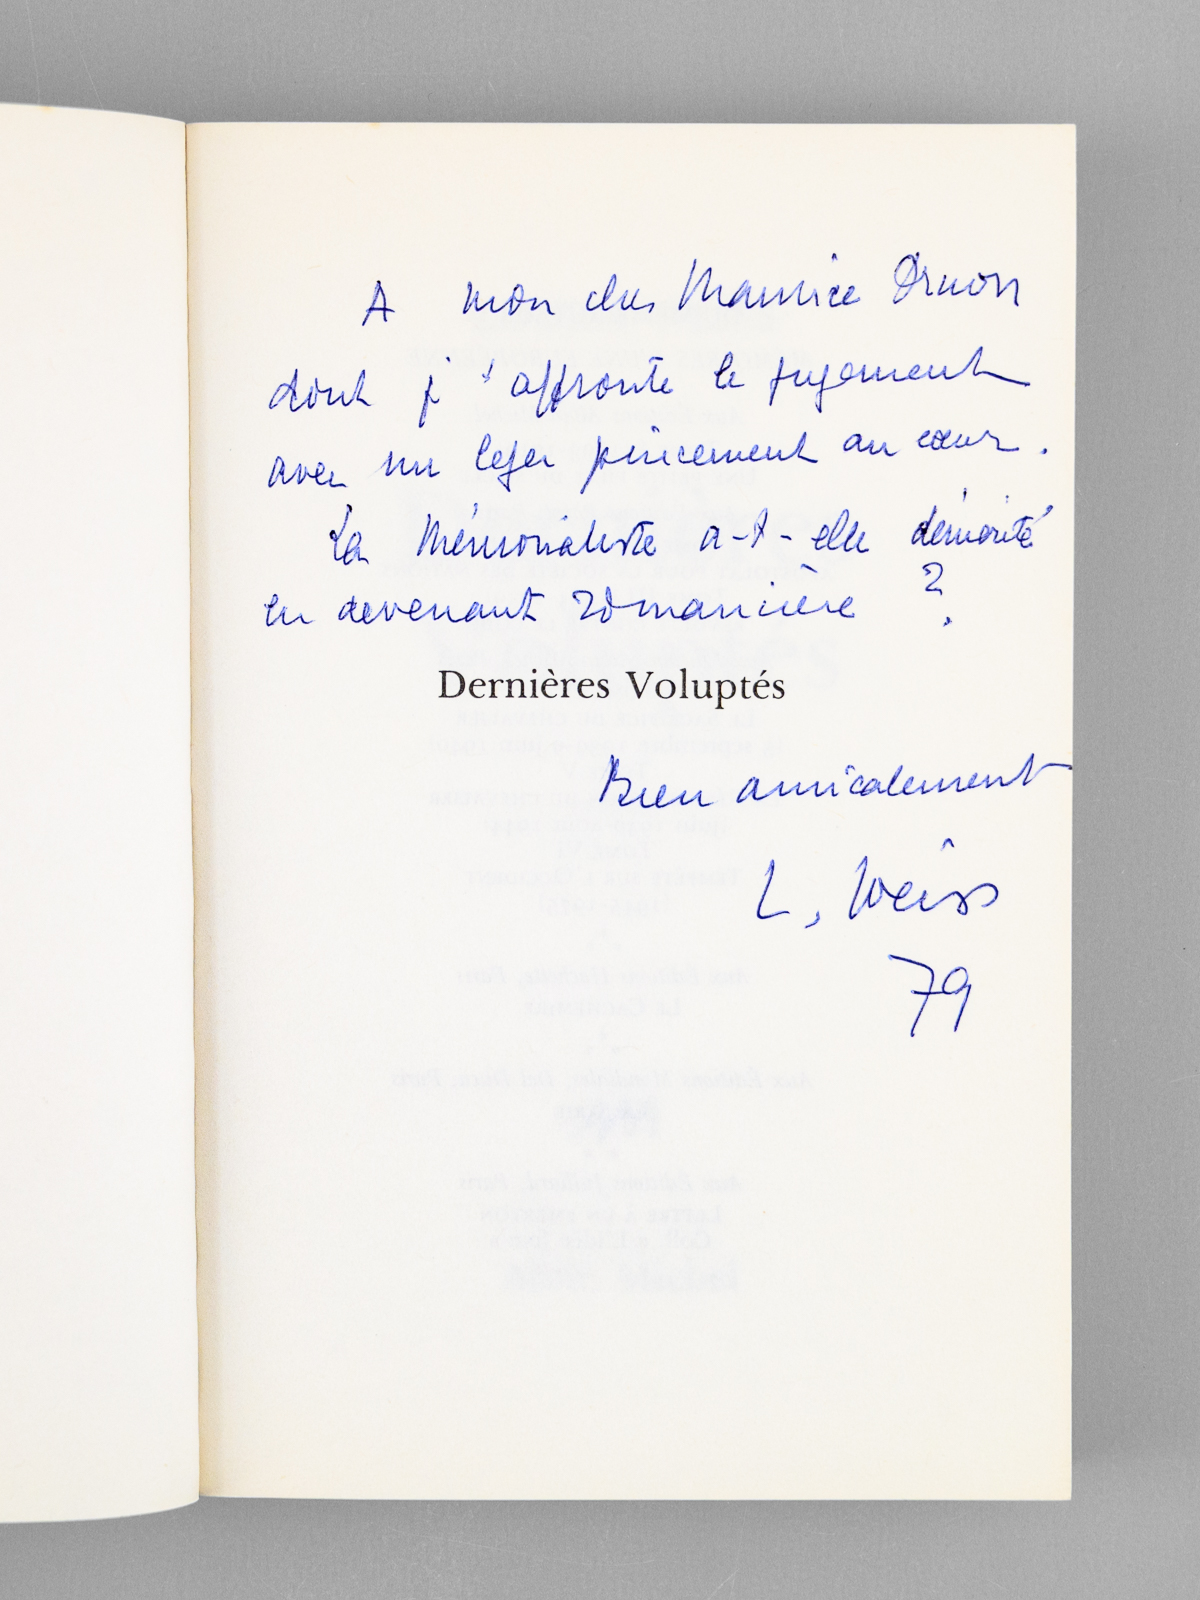 A mon cher Maurice Druon
dont j'affronte le jugement
avec un leger pincement au cœur.
La Mémorialiste a-t-elle démérité
en devenant romancière ?
Dernières Voluptés
Bien amicalement
L. Weiss
79